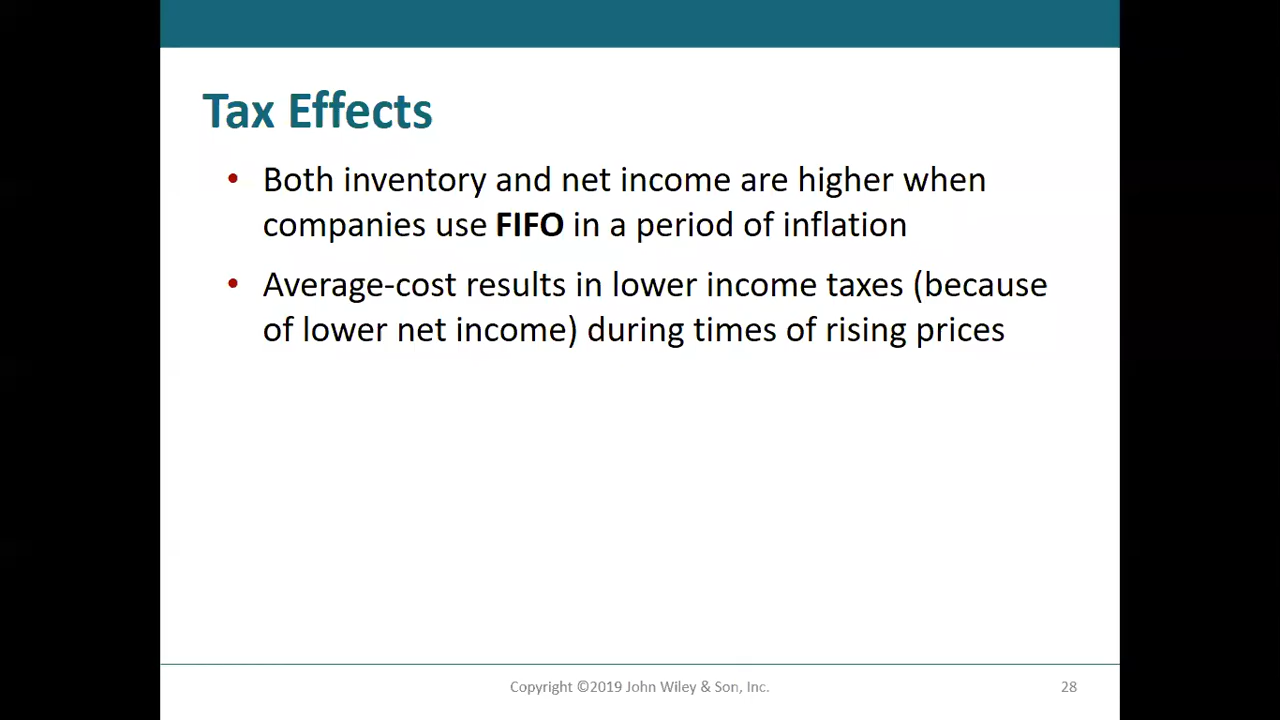 Tax Effects
• Both inventory and net income are higher when
companies use FIFO in a period of inflation
• Average-cost results in lower income taxes (because
of lower net income) during times of rising prices
Copyright ©2019 John Wiley & Son, Inc.
28